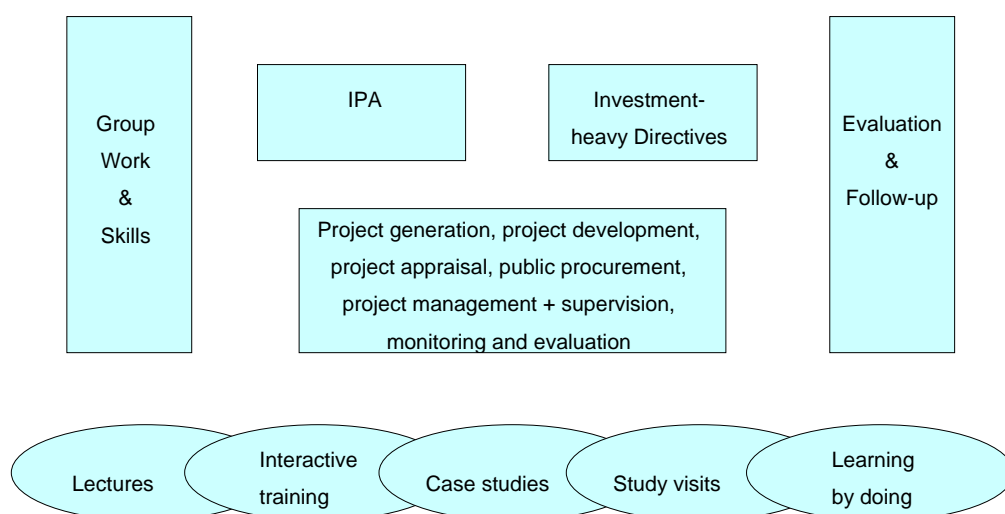 Group
Work
&
Skills
IPA
Investment-
heavy Directives
Evaluation
&
Follow-up
Project generation, project development,
project appraisal, public procurement,
project management + supervision,
monitoring and evaluation
Lectures
Interactive
training
Case studies
Study visits
Learning
by doing